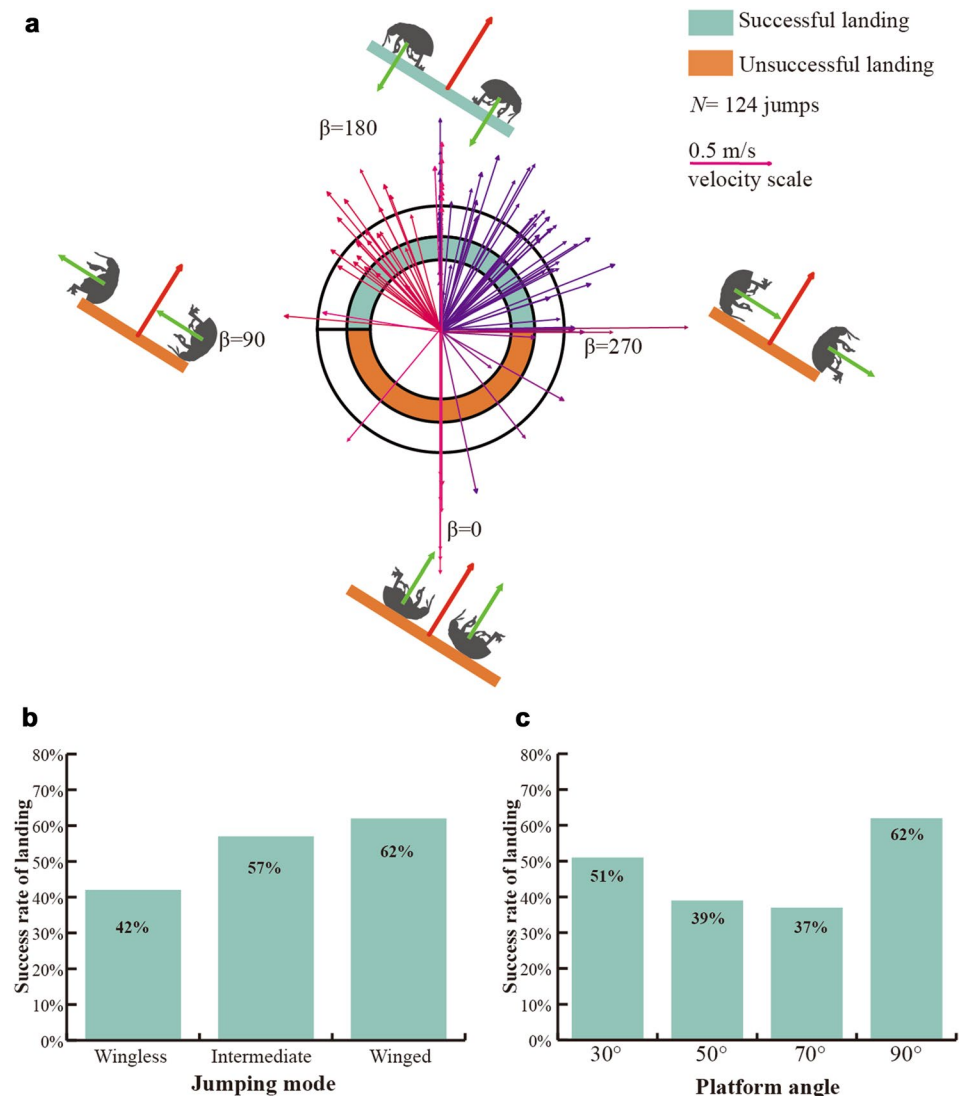 a
Successful landing
Unsuccessful landing
N= 124 jumps
0.5 m/s
velocity scale
β=180
β=90
β=270
β=0
b
80%
70%
60%
50%
40%
30%
20%
10%
0%
Success rate of landing
42%
57%
62%
Wingless Intermediate Winged
Jumping mode
c
80%
70%
60%
50%
40%
30%
20%
10%
0%
Success rate of landing
51%
39%
37%
62%
30° 50° 70° 90°
Platform angle